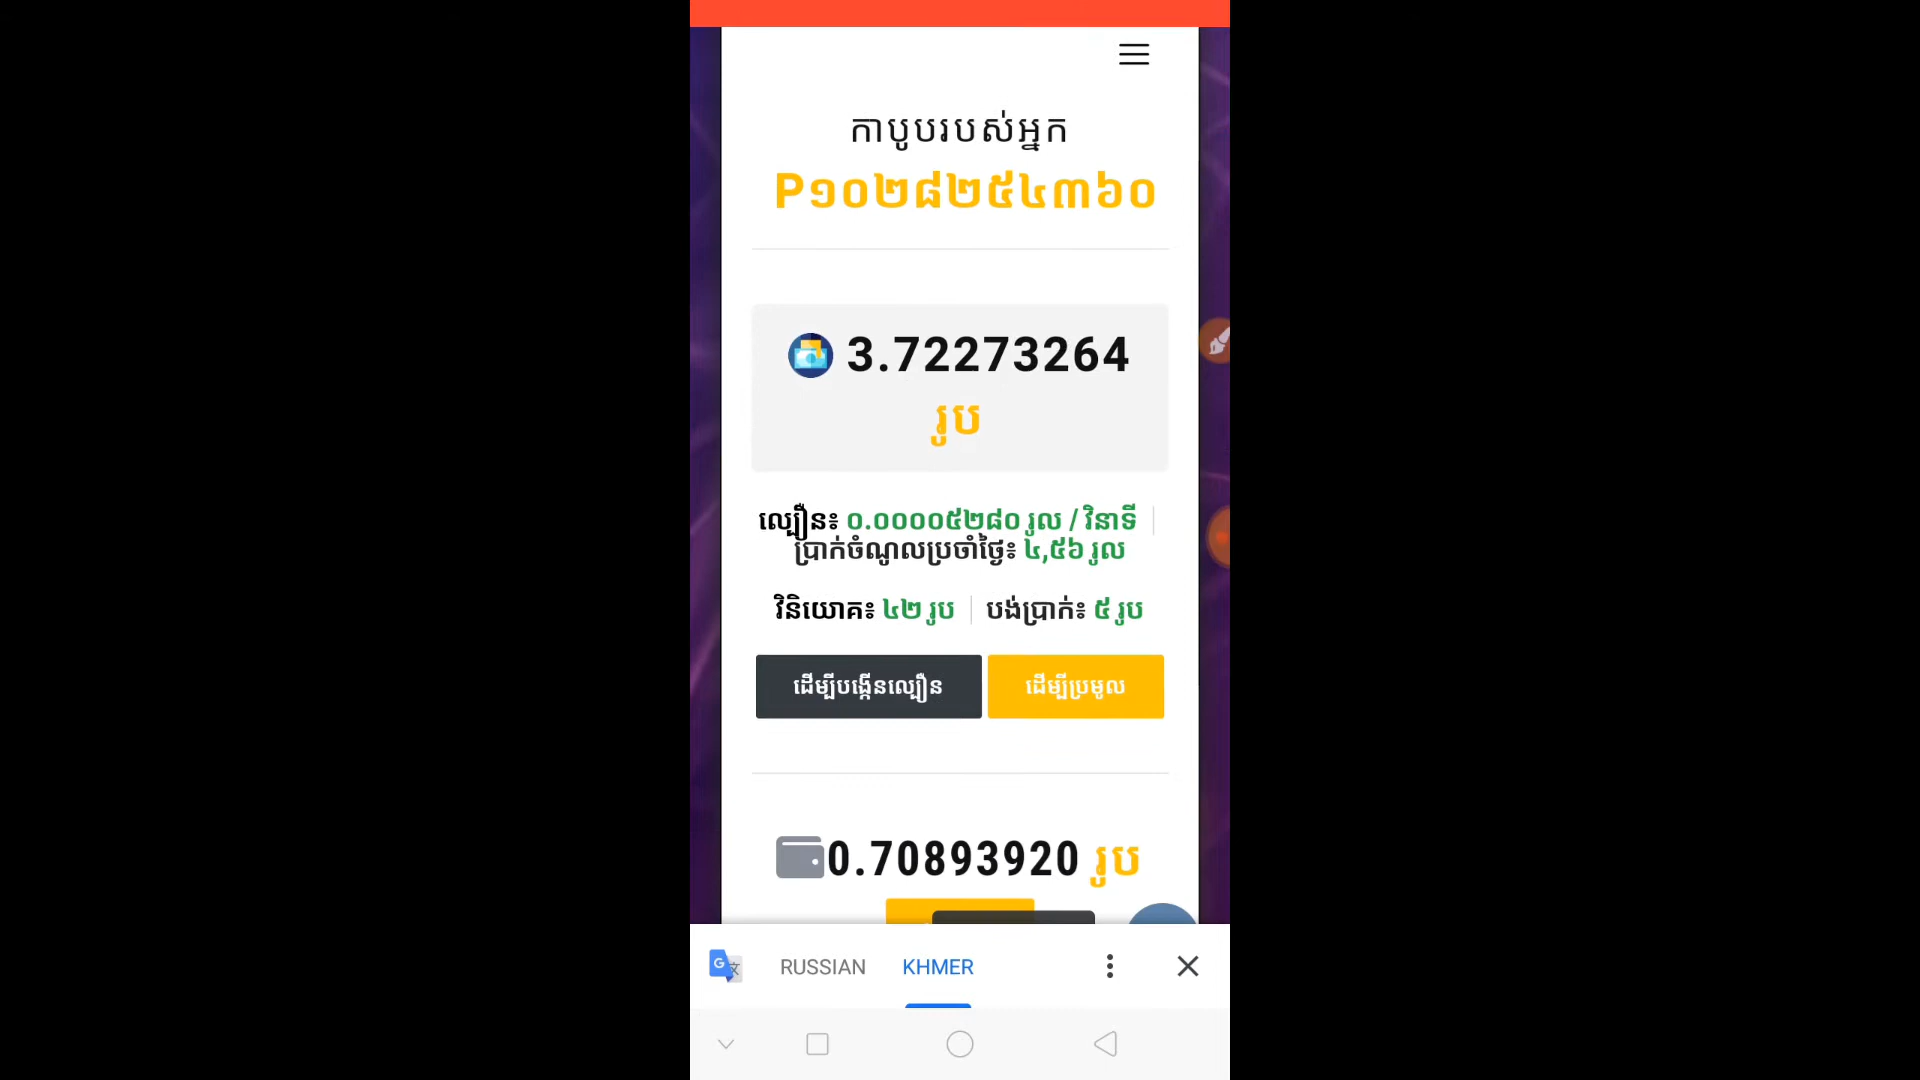 កាបូបរបស់អ្នក
P១០២៨២៥៤៣៦០
3.72273264
រូប
ល្បឿន៖ ០.០០០០៥២៨០ រូល / វិនាទី
ប្រាក់ចំណូលប្រចាំថ្ងៃ៖ ៤,៥៦ រូល
វិនិយោគ៖ ៤២ រូប បង់ប្រាក់៖ ៥ រូប
ដើម្បីបង្កើនល្បឿន ដើម្បីប្រមូល
0.70893920 រូប
RUSSIAN KHMER